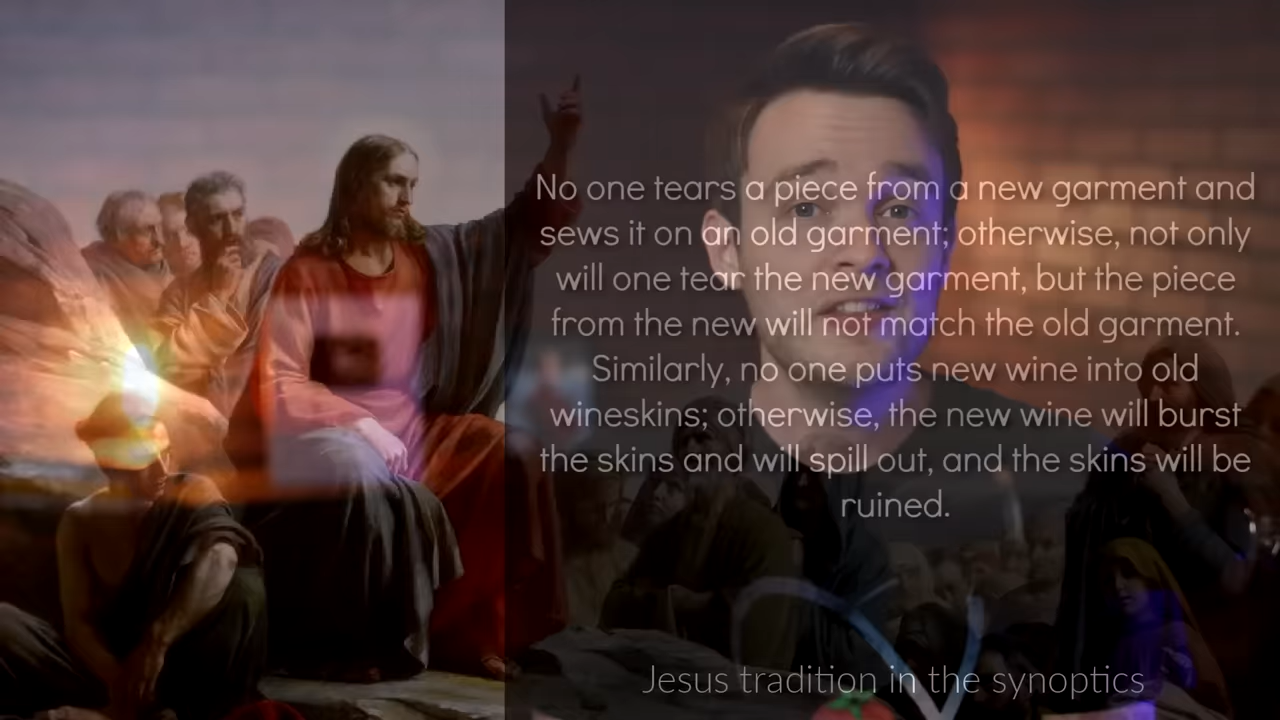 No one tears a piece from a new garment and
sews it on an old garment; otherwise, not only
will one tear the new garment, but the piece
from the new will not match the old garment.
Similarly, no one puts new wine into old
wineskins; otherwise, the new wine will burst
the skins and will spill out, and the skins will be
ruined.
Jesus tradition in the synoptics